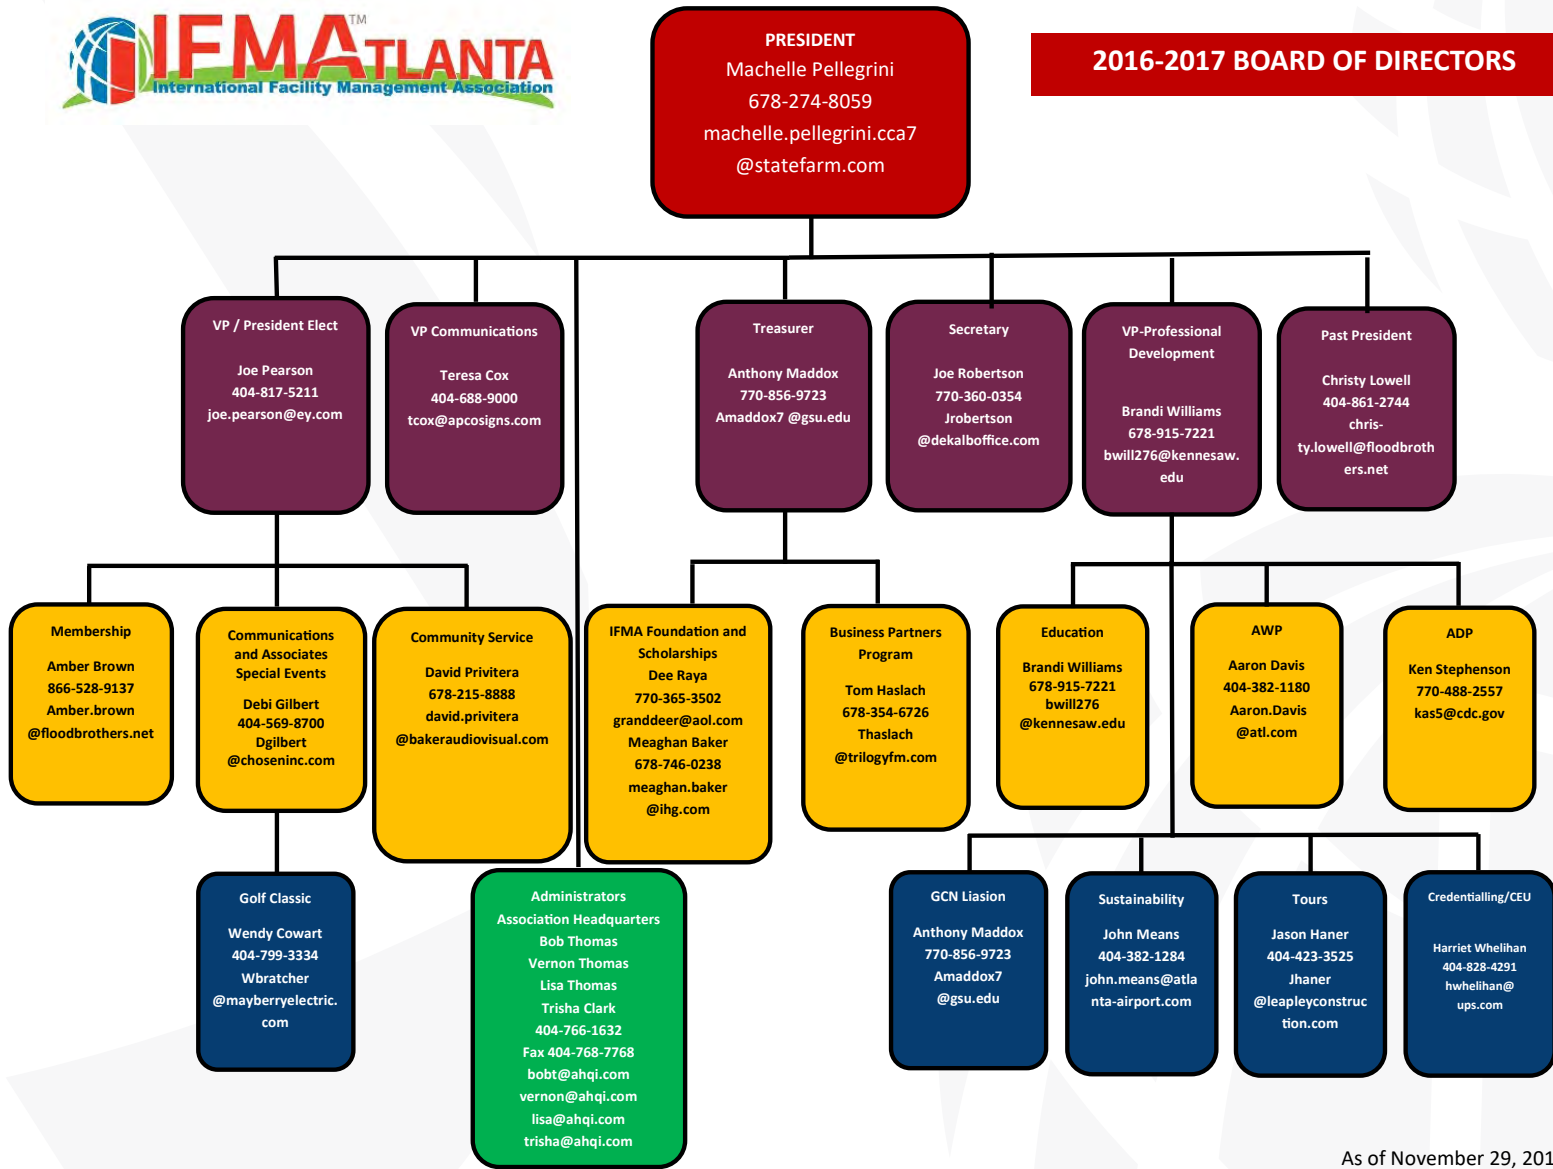 IFMATLANTA
TM
International Facility Management Association
PRESIDENT
Machelle Pellegrini
678-274-8059
machelle.pellegrini.cca7
@statefarm.com
2016-2017 BOARD OF DIRECTORS
VP / President Elect
Joe Pearson
404-817-5211
joe.pearson@ey.com
VP Communications
Teresa Cox
404-688-9000
tcox@apcosigns.com
Treasurer
Anthony Maddox
770-856-9723
Amaddox7 @gsu.edu
Secretary
Joe Robertson
770-360-0354
Jrobertson
@dekalboffice.com
VP-Professional
Development
Brandi Williams
678-915-7221
bwill276@kennesaw.
edu
Past President
Christy Lowell
404-861-2744
chris-
ty.lowell@floodbroth
ers.net
Membership
Amber Brown
866-528-9137
Amber.brown
@floodbrothers.net
Communications
and Associates
Special Events
Debi Gilbert
404-569-8700
Dgilbert
@choseninc.com
Community Service
David Privitera
678-215-8888
david.privitera
@bakeraudiovisual.com
IFMA Foundation and
Scholarships
Dee Raya
770-365-3502
granddeer@aol.com
Meaghan Baker
678-746-0238
meaghan.baker
@ihg.com
Business Partners
Program
Tom Haslach
678-354-6726
Thaslach
@trilogyfm.com
Education
Brandi Williams
678-915-7221
bwill276
@kennesaw.edu
AWP
Aaron Davis
404-382-1180
Aaron.Davis
@atl.com
ADP
Ken Stephenson
770-488-2557
kas5@cdc.gov
Golf Classic
Wendy Cowart
404-799-3334
Wbratcher
@mayberryelectric.
com
Administrators
Association Headquarters
Bob Thomas
Vernon Thomas
Lisa Thomas
Trisha Clark
404-766-1632
Fax 404-768-7768
bobt@ahqi.com
vernon@ahqi.com
lisa@ahqi.com
trisha@ahqi.com
GCN Liasion
Anthony Maddox
770-856-9723
Amaddox7
@gsu.edu
Sustainability
John Means
404-382-1284
john.means@atla
nta-airport.com
Tours
Jason Haner
404-423-3525
Jhaner
@leapleyconstruc
tion.com
Credentialling/CEU
Harriet Whelihan
404-828-4291
hwhelihan@
ups.com
As of November 29, 201